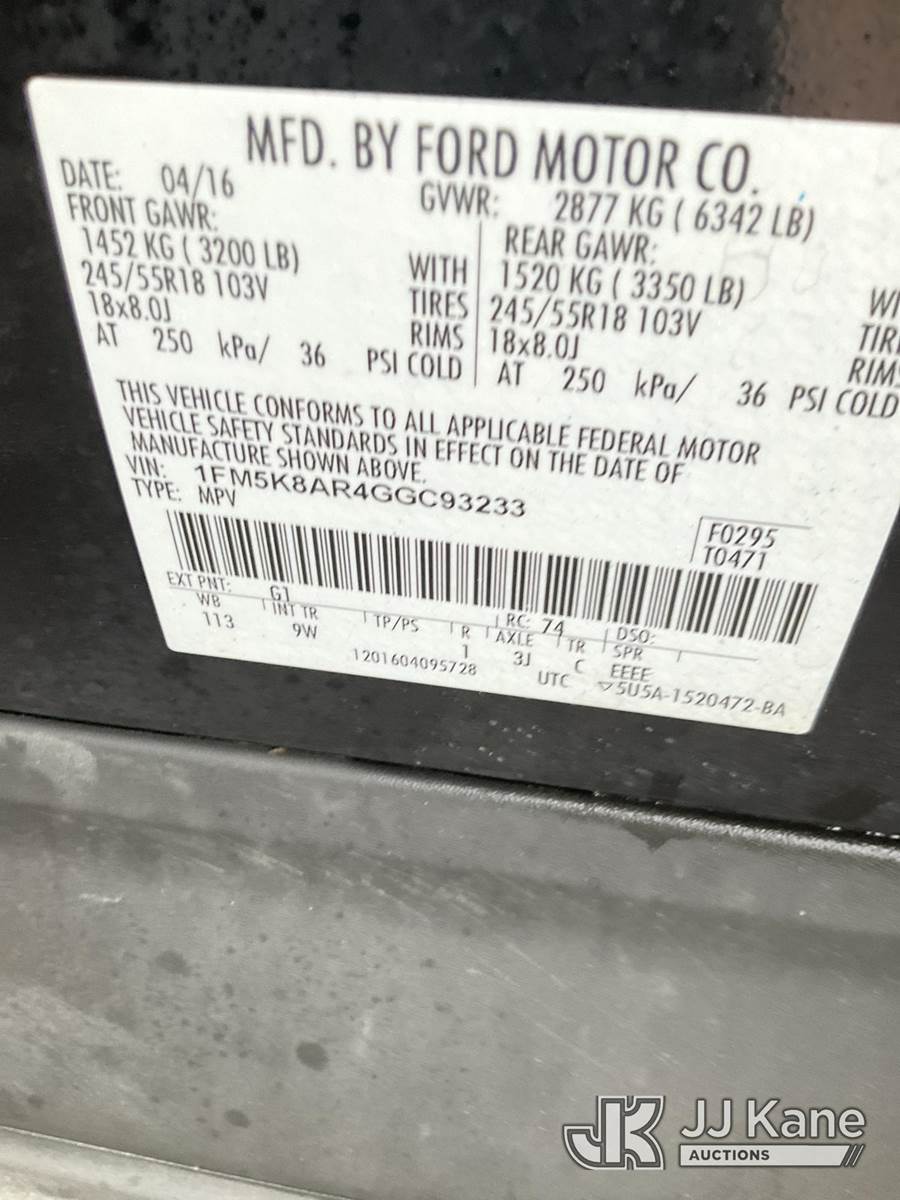 MFD. BY FORD MOTOR CO.
DATE: 04/16 GVWR: 2877 KG ( 6342 LB)
FRONT GAWR: REAR GAWR:
1452 KG ( 3200 LB) WITH 1520 KG ( 3350 LB) WI
245/55R18 103V TIRES 245/55R18 103V TIR
18x8.0J RIMS 18x8.0J RIMS
AT 250 kPa/ 36 PSI COLD AT 250 kPa/ 36 PSI COLD
THIS VEHICLE CONFORMS TO ALL APPLICABLE FEDERAL MOTOR
VEHICLE SAFETY STANDARDS IN EFFECT ON THE DATE OF
MANUFACTURE SHOWN ABOVE.
VIN: 1FM5K8AR4GGC93233
TYPE: MPV
F0295
T0471
EXT PNT: G1 RC: 74 DSO:
WB INT TR TP/PS R AXLE TR SPR
113 9W 1 3J C EEEE
1201604095728 UTC ▽5U5A-1520472-BA
JK JJ Kane
AUCTIONS